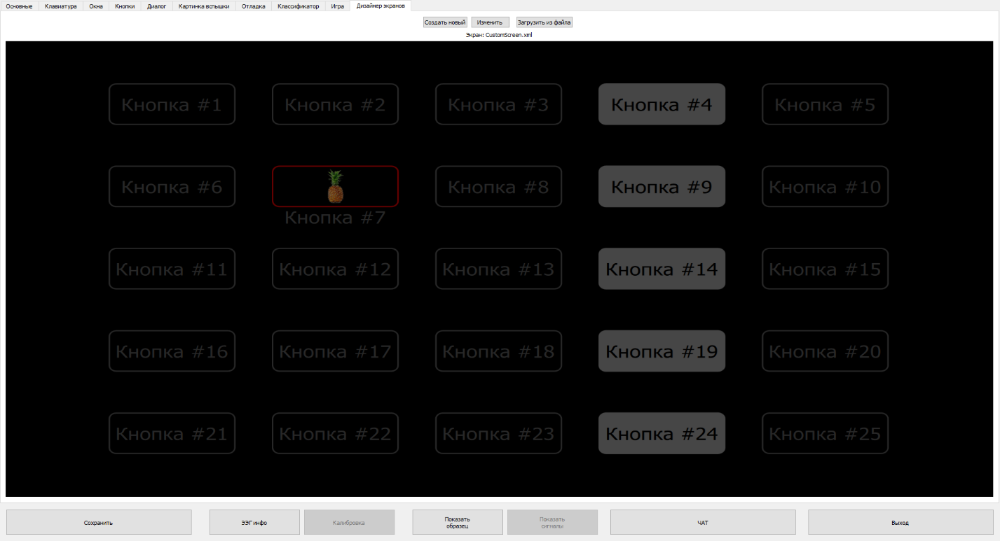 Основные Клавиатура Окна Кнопки Диалог Картинка вспышки Отладка Классификатор Игра Дизайнер экранов
Создать новый Изменить Загрузить из файла
Экран: CustomScreen.xml
Кнопка #1 Кнопка #2 Кнопка #3 Кнопка #4 Кнопка #5
Кнопка #6 Кнопка #8 Кнопка #9 Кнопка #10
Кнопка #7
Кнопка #11 Кнопка #12 Кнопка #13 Кнопка #14 Кнопка #15
Кнопка #16 Кнопка #17 Кнопка #18 Кнопка #19 Кнопка #20
Кнопка #21 Кнопка #22 Кнопка #23 Кнопка #24 Кнопка #25
Сохранить ЭЭГ инфо Калибровка Показать образец Показать сигналы ЧАТ Выход